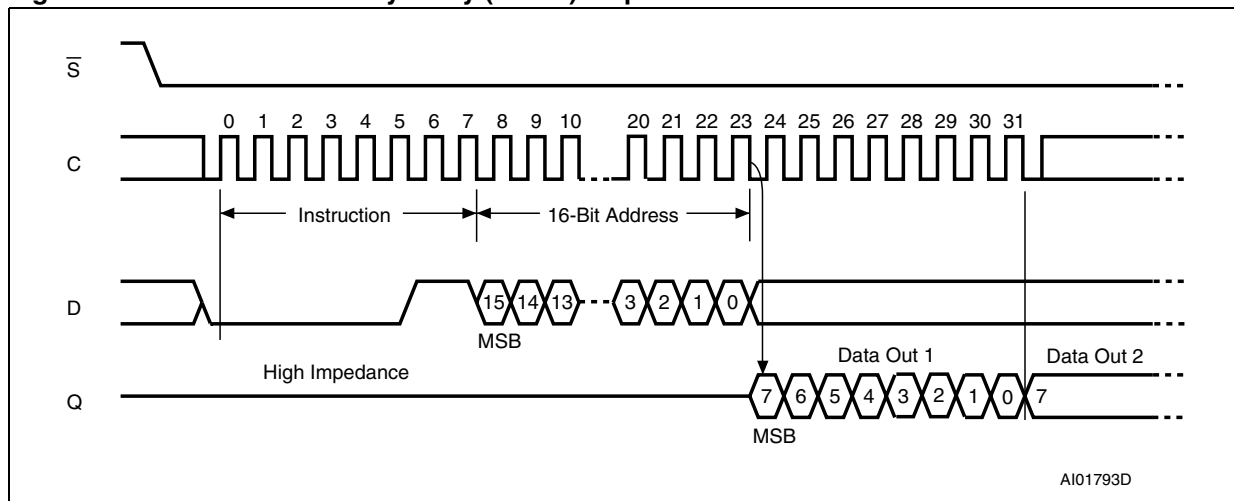 S
0 1 2 3 4 5 6 7 8 9 10 20 21 22 23 24 25 26 27 28 29 30 31
C
Instruction 16-Bit Address
D 15 14 13 3 2 1 0
MSB
High Impedance Data Out 1 Data Out 2
Q 7 6 5 4 3 2 1 0 7
MSB
AI01793D